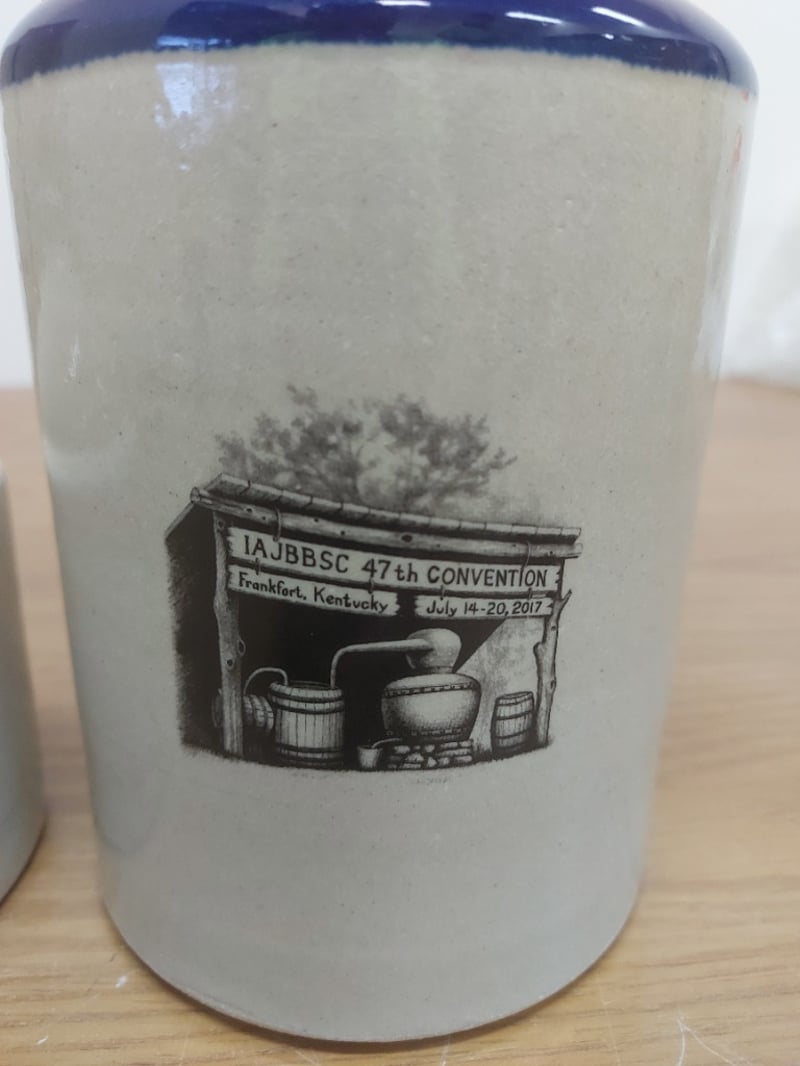 IAJBBSC 47th CONVENTION
Frankfort, Kentucky
July 14-20, 2017